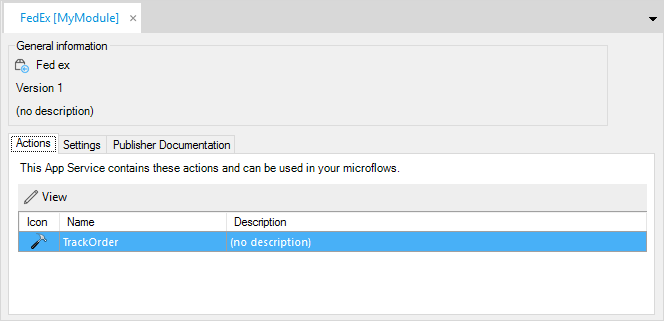 FedEx [MyModule] ×
General information
Fed ex
Version 1
(no description)
Actions Settings Publisher Documentation
This App Service contains these actions and can be used in your microflows.
View
Icon Name Description
TrackOrder (no description)